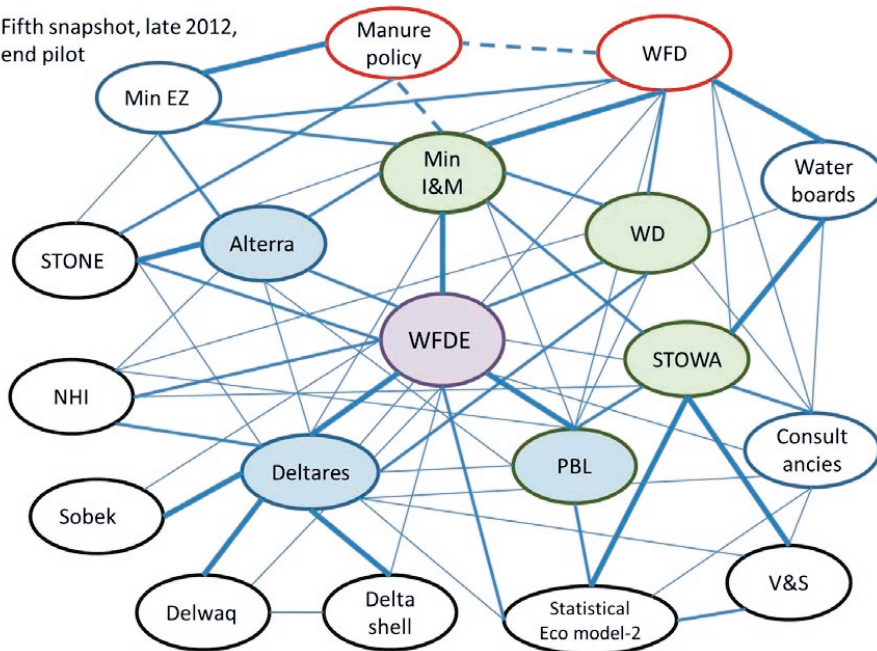 Fifth snapshot, late 2012,
end pilot
Manure
policy
WFD
Min EZ
Min
I&M
Water
boards
Alterra
WD
STONE
WFDE
STOWA
NHI
Deltares
PBL
Consult
ancies
Sobek
Delwaq
Delta
shell
Statistical
Eco model-2
V&S